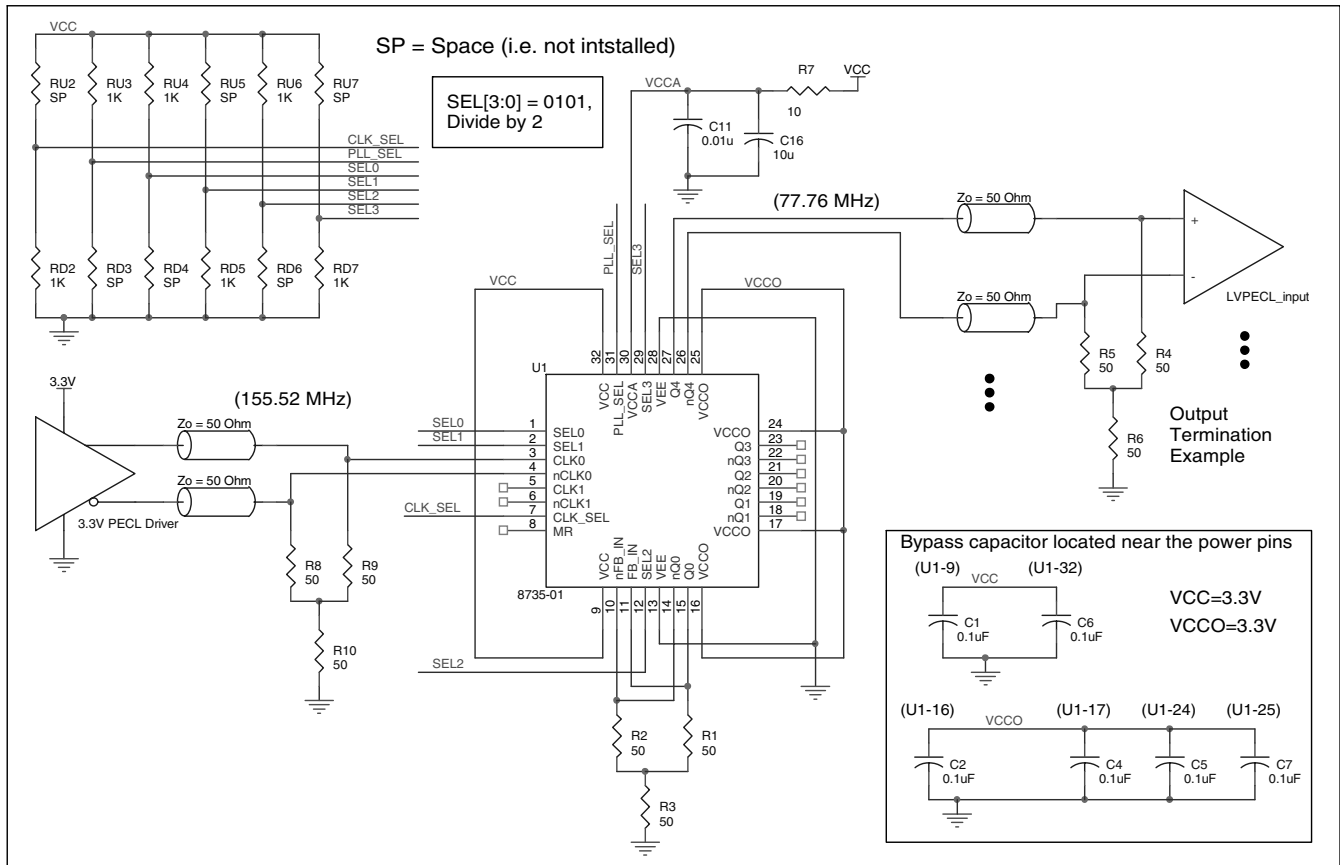 VCC
SP = Space (i.e. not intstalled)
RU2
SP
RU3
1K
RU4
1K
RU5
SP
RU6
1K
RU7
SP
SEL[3:0] = 0101,
Divide by 2
CLK_SEL
PLL_SEL
SEL0
SEL1
SEL2
SEL3
RD2
1K
RD3
SP
RD4
SP
RD5
1K
RD6
SP
RD7
1K
VCCA
R7
10
VCC
C11
0.01u
C16
10u
(77.76 MHz)
Zo = 50 Ohm
Zo = 50 Ohm
+
-
LVPECL_input
PLL_SEL
SEL3
VCC
VCCO
R5
50
R4
50
R6
50
Output
Termination
Example
3.3V
(155.52 MHz)
Zo = 50 Ohm
Zo = 50 Ohm
3.3V PECL Driver
R8
50
R9
50
R10
50
SEL0
SEL1
CLK_SEL
SEL2
U1
32
31
30
29
28
27
26
25
VCC
PLL_SEL
VCCA
SEL3
VEE
Q4
nQ4
VCCO
1
2
3
4
5
6
7
8
SEL0
SEL1
CLK0
nCLK0
CLK1
nCLK1
CLK_SEL
MR
VCCO
Q3
nQ3
Q2
nQ2
Q1
nQ1
VCCO
24
23
22
21
20
19
18
17
VCC
nFB_IN
FB_IN
SEL2
VEE
nQ0
Q0
VCCO
8735-01
9
10
11
12
13
14
15
16
R2
50
R1
50
R3
50
Bypass capacitor located near the power pins
(U1-9)
(U1-32)
VCC
C1
0.1uF
C6
0.1uF
VCC=3.3V
VCCO=3.3V
(U1-16)
(U1-17)
(U1-24)
(U1-25)
VCCO
C2
0.1uF
C4
0.1uF
C5
0.1uF
C7
0.1uF